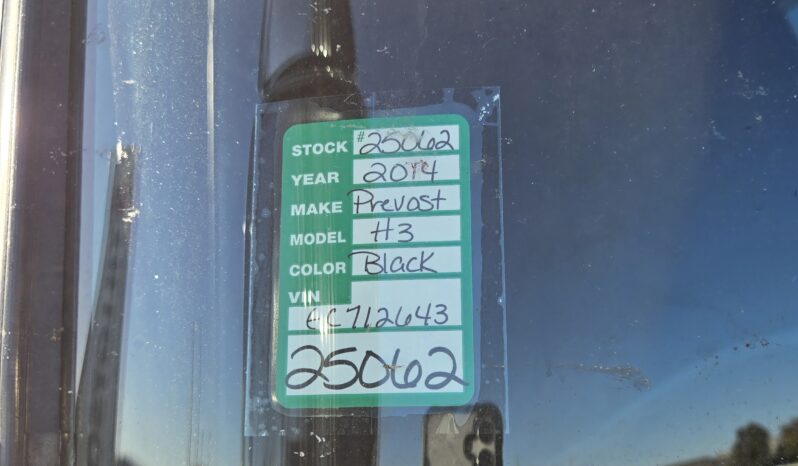 STOCK #25062
YEAR 2014
MAKE Prevost
MODEL H3
COLOR Black
VIN
EC712643
25062